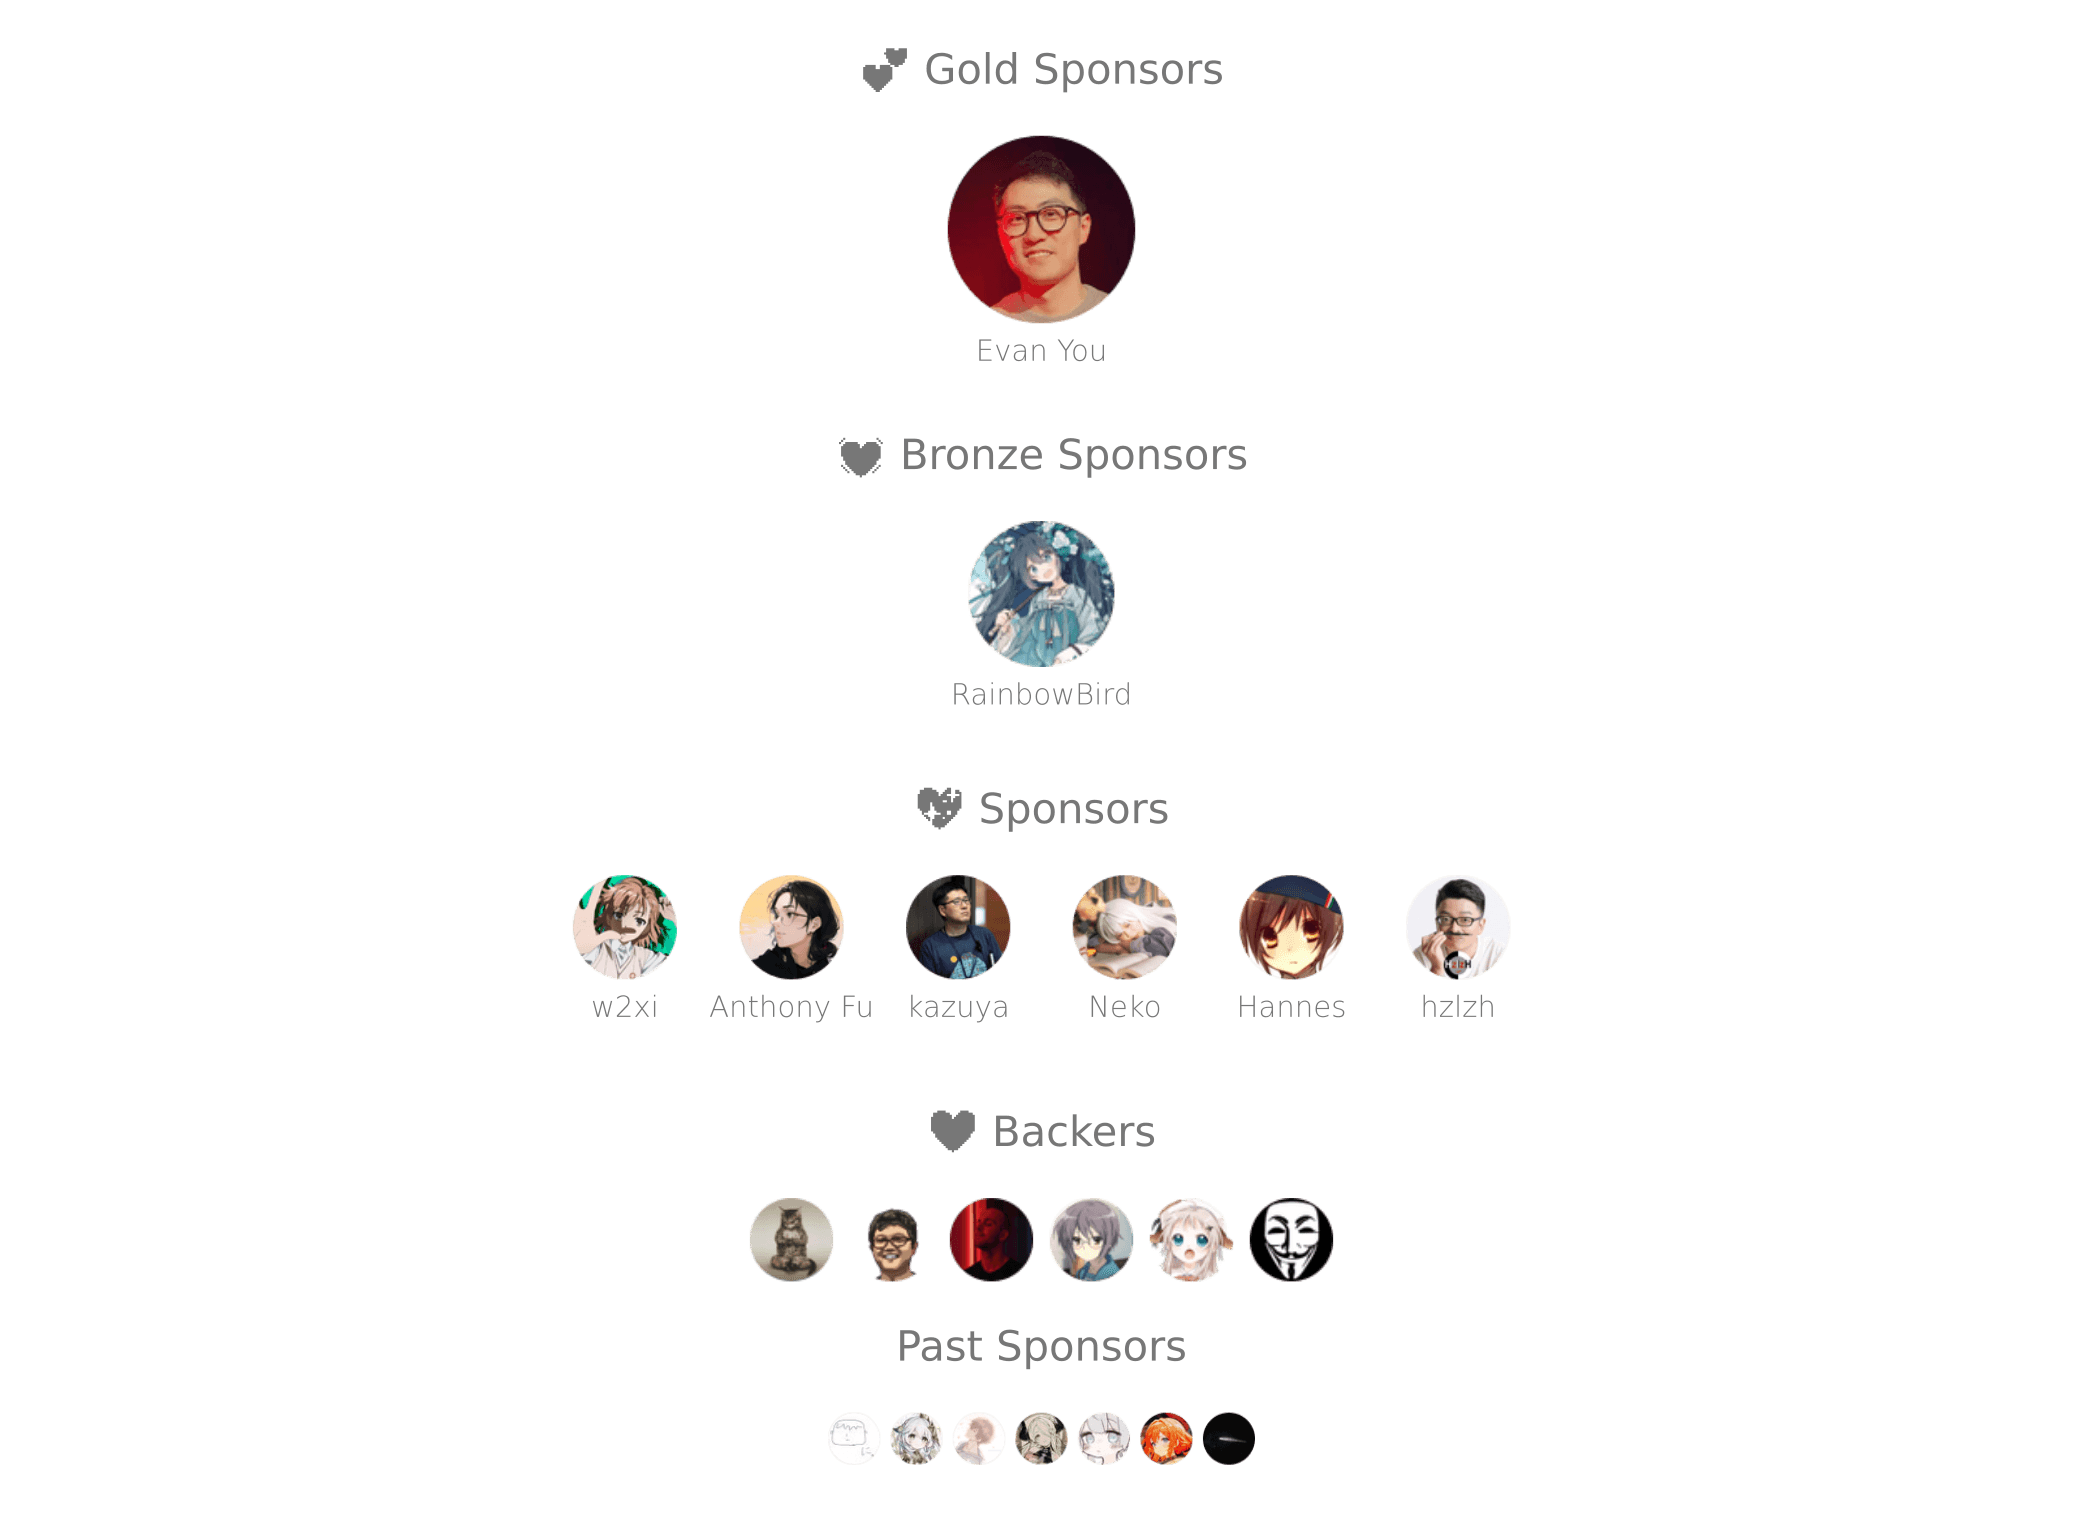 Gold Sponsors
Evan You
Bronze Sponsors
RainbowBird
Sponsors
w2xi Anthony Fu kazuya Neko Hannes hzlzh
Backers
Past Sponsors